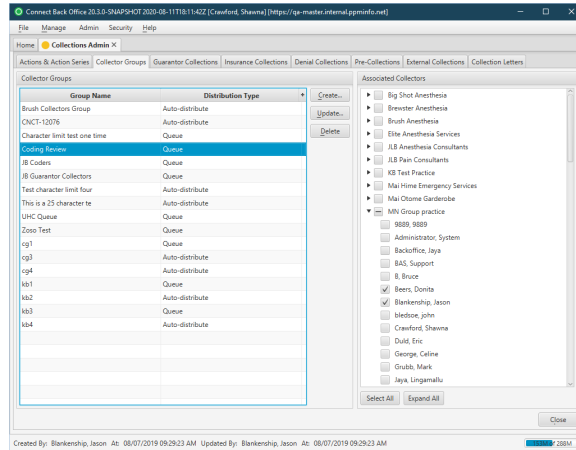 Connect Back Office 20.3.0-SNAPSHOT 2020-08-11T18:11:42Z [Crawford, Shawna] [https://qa-master.internal.ppminfo.net]
File Manage Admin Security Help
Home Collections Admin ×
Actions & Action Series Collector Groups Guarantor Collections Insurance Collections Denial Collections Pre-Collections External Collections Collection Letters
Collector Groups
Group Name Distribution Type +
Brush Collectors Group Auto-distribute
CNCT-12076 Auto-distribute
Character limit test one time Queue
Coding Review Queue
JB Coders Queue
JB Guarantor Collectors Queue
Test character limit four Auto-distribute
This is a 25 character te Auto-distribute
UHC Queue Queue
Zoso Test Queue
cg1 Queue
cg3 Auto-distribute
cg4 Auto-distribute
kb1 Queue
kb2 Auto-distribute
kb3 Queue
kb4 Auto-distribute
Create...
Update...
Delete
Associated Collectors
Big Shot Anesthesia
Brewster Anesthesia
Brush Anesthesia
Elite Anesthesia Services
JLB Anesthesia Consultants
JLB Pain Consultants
KB Test Practice
Mai Hime Emergency Services
Mai Otome Garderobe
MN Group practice
9889, 9889
Administrator, System
Backoffice, Jaya
BAS, Support
B, Bruce
Beers, Donita
Blankenship, Jason
bledsoe, john
Crawford, Shawna
Duld, Eric
George, Celine
Grubb, Mark
Jaya, Lingamallu
Select All Expand All
Close
Created By: Blankenship, Jason At: 08/07/2019 09:29:23 AM Updated By: Blankenship, Jason At: 08/07/2019 09:29:23 AM
of 288M